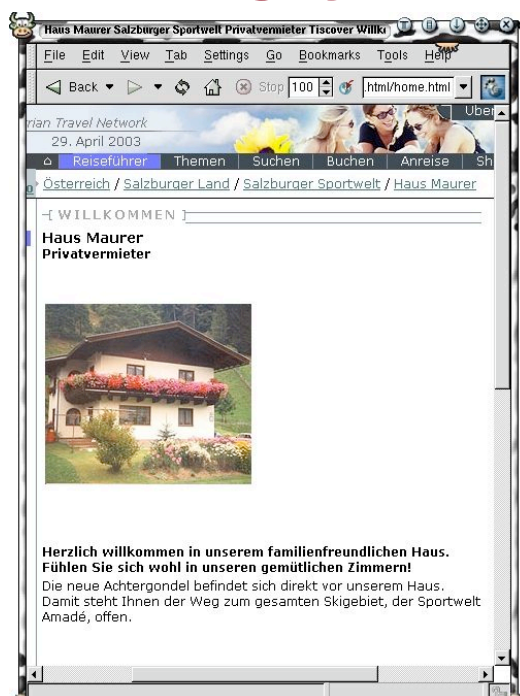 Haus Maurer Salzburger Sportwelt Privatvermieter Tiscover
File Edit View Tab Settings Go Bookmarks Tools Help
Back Stop 100 .html/home.html
rian Travel Network
29. April 2003
Reiseführer Themen Suchen Buchen Anreise
Österreich / Salzburger Land / Salzburger Sportwelt / Haus Maurer
WILLKOMMEN
Haus Maurer
Privatvermieter
Herzlich willkommen in unserem familienfreundlichen Haus.
Fühlen Sie sich wohl in unseren gemütlichen Zimmern!
Die neue Achtergondel befindet sich direkt vor unserem Haus.
Damit steht Ihnen der Weg zum gesamten Skigebiet, der Sportwelt
Amadé, offen.